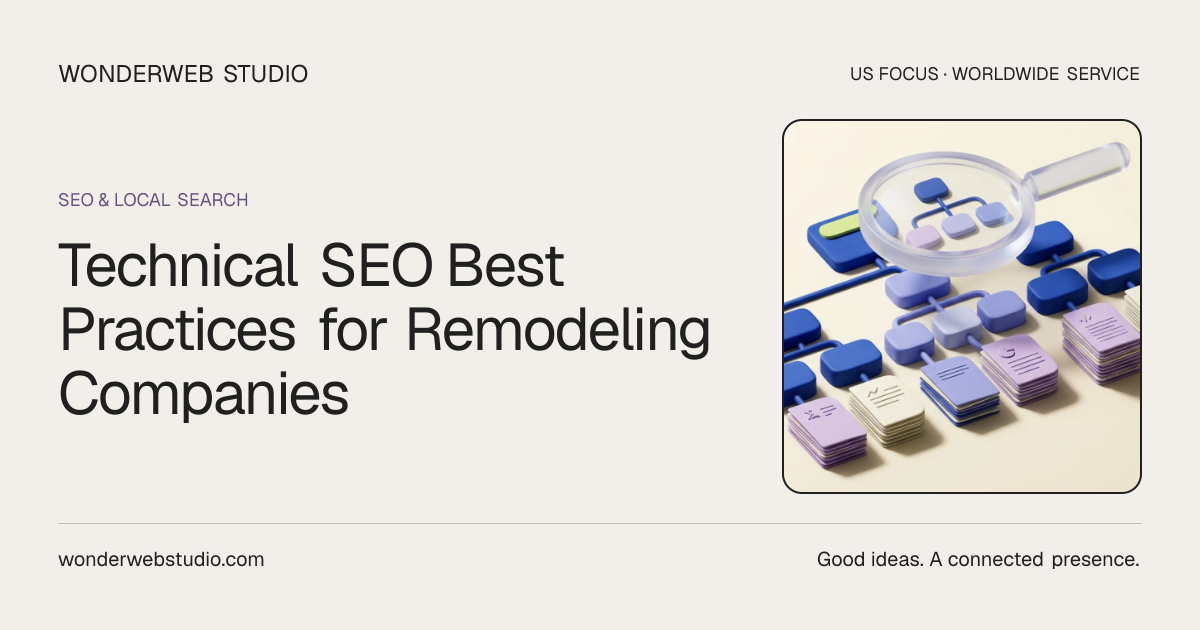 WONDERWEB STUDIO
US FOCUS · WORLDWIDE SERVICE
SEO & LOCAL SEARCH
Technical SEO Best
Practices for Remodeling
Companies
wonderwebstudio.com
Good ideas. A connected presence.